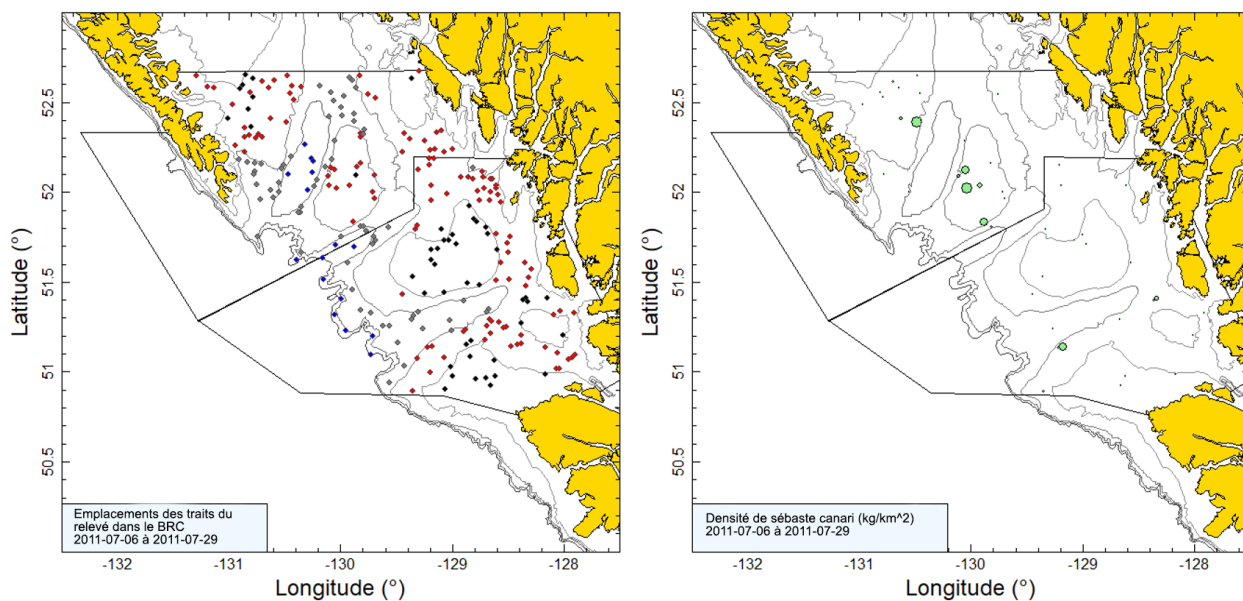 52.5
52
51.5
51
50.5
Latitude (°)
Emplacements des traits du
relevé dans le BRC
2011-07-06 à 2011-07-29
-132
-131
-130
-129
-128
Longitude (°)
52.5
52
51.5
51
50.5
Latitude (°)
Densité de sébaste canari (kg/km^2)
2011-07-06 à 2011-07-29
-132
-131
-130
-129
-128
Longitude (°)